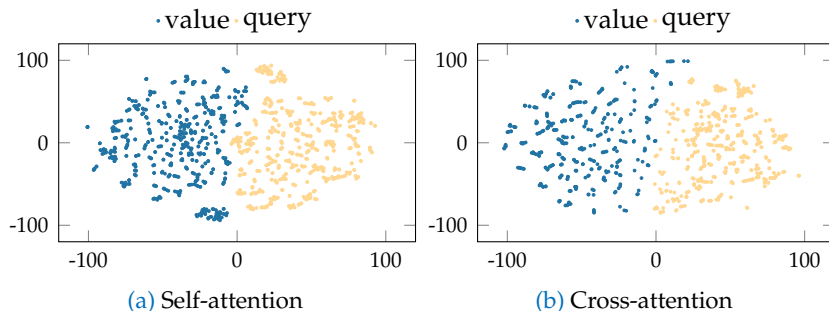 value query
100
0
-100
-100 0 100
(a) Self-attention
value query
100
0
-100
-100 0 100
(b) Cross-attention